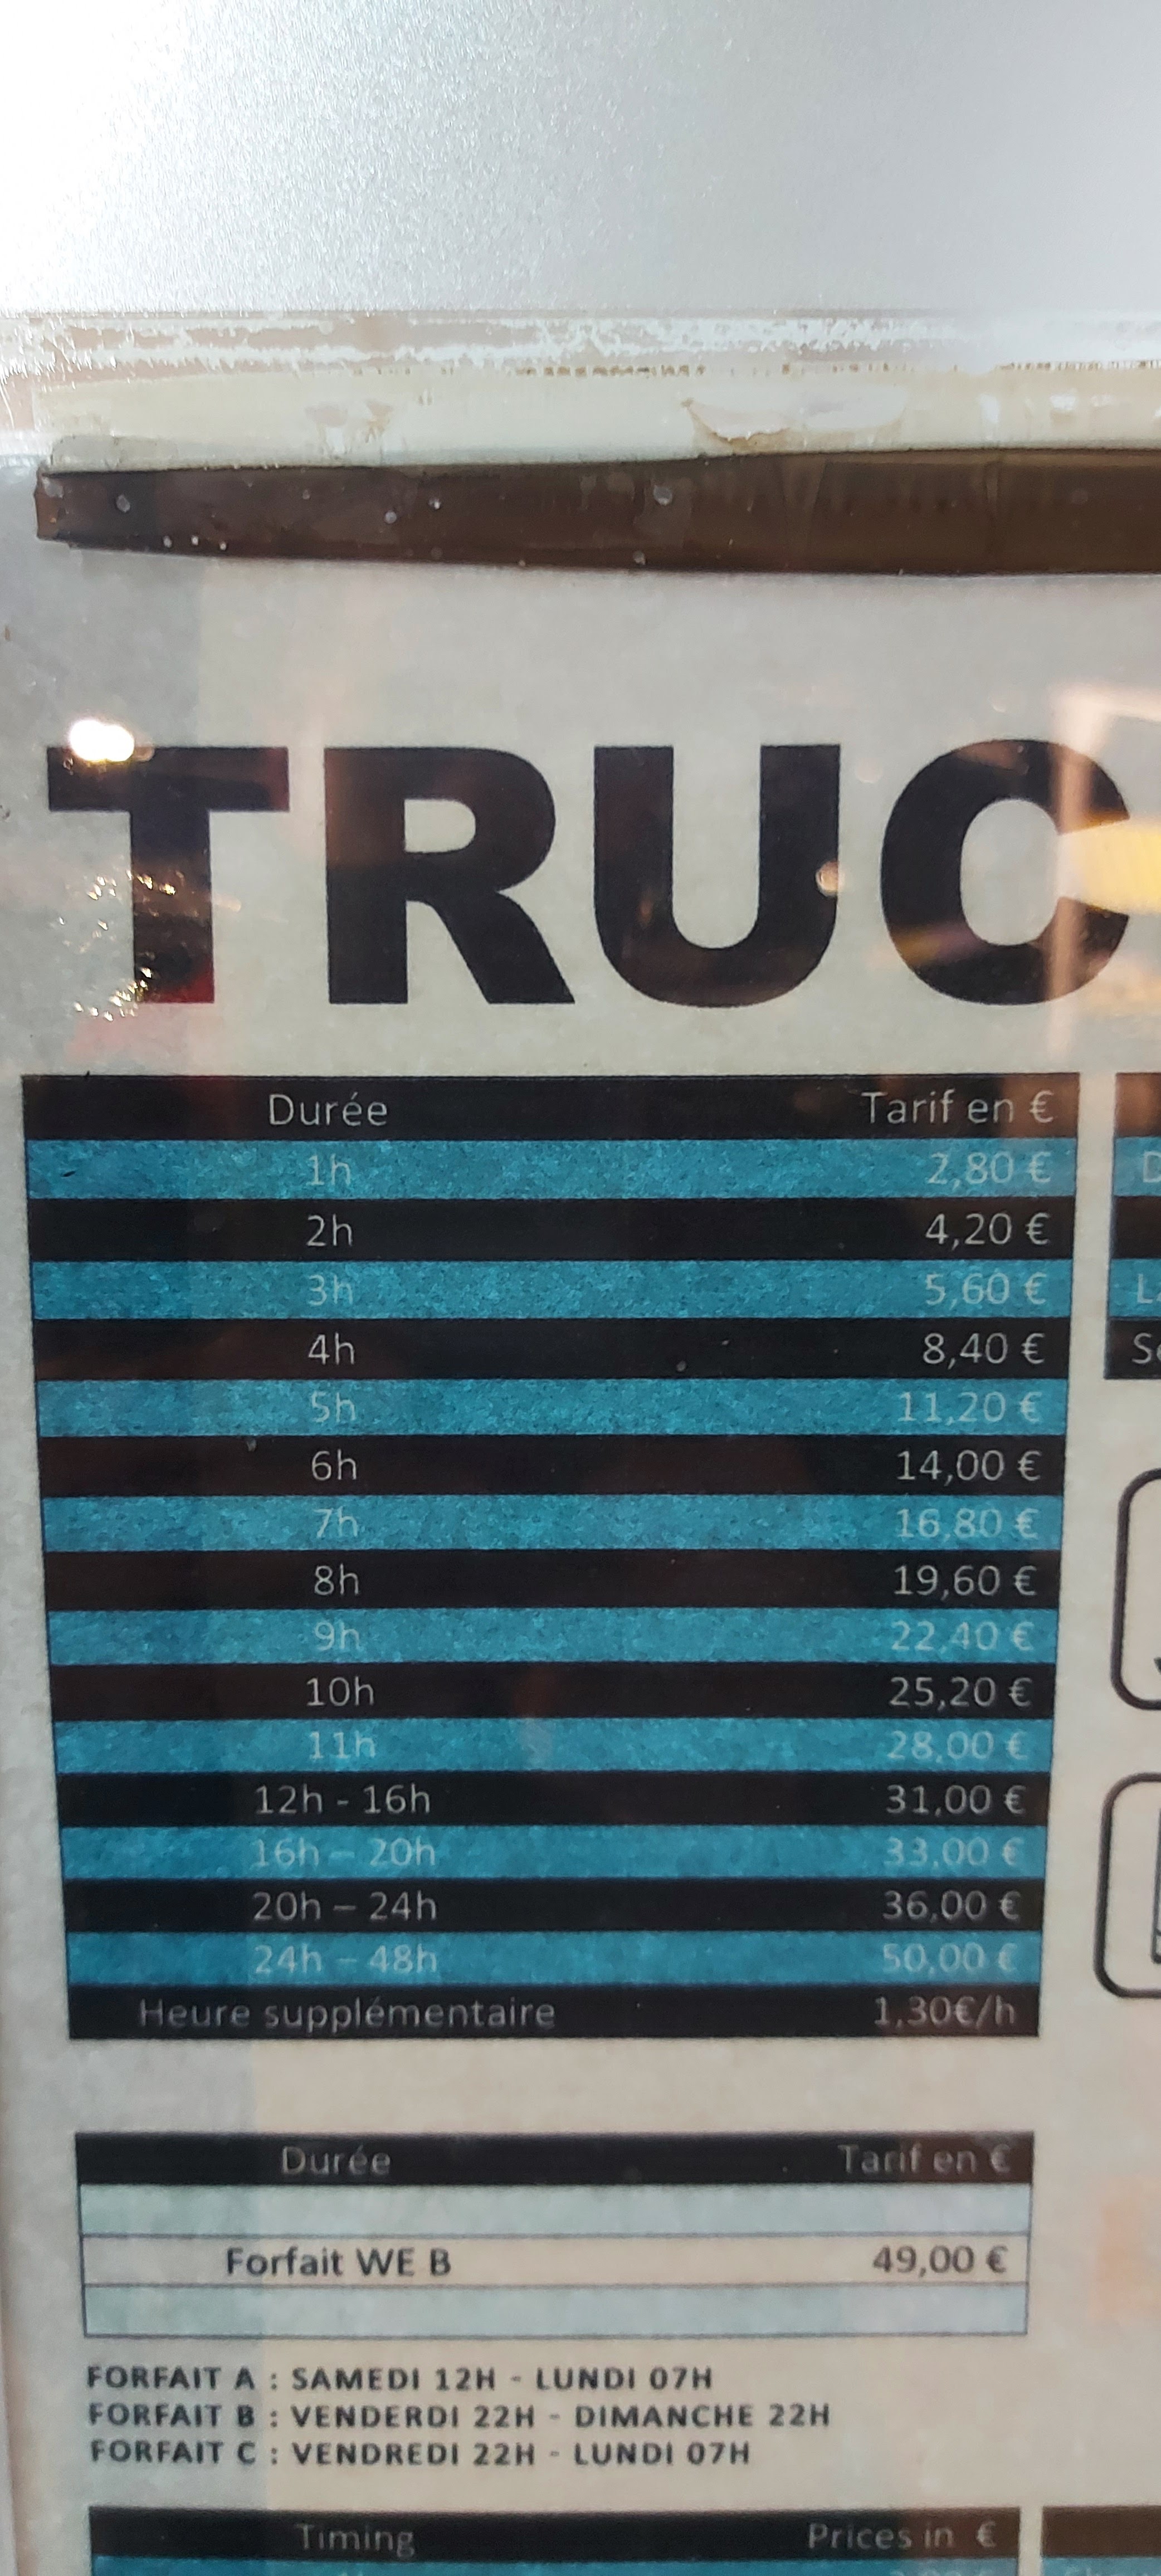 TRUC
Durée Tarif en €
1h 2,80 €
2h 4,20 €
3h 5,60 €
4h 8,40 €
5h 11,20 €
6h 14,00 €
7h 16,80 €
8h 19,60 €
9h 22,40 €
10h 25,20 €
11h 28,00 €
12h - 16h 31,00 €
16h – 20h 33,00 €
20h – 24h 36,00 €
24h – 48h 50,00 €
Heure supplémentaire 1,30€/h
Durée Tarif en €
Forfait WE B 49,00 €
FORFAIT A : SAMEDI 12H - LUNDI 07H
FORFAIT B : VENDERDI 22H - DIMANCHE 22H
FORFAIT C : VENDREDI 22H - LUNDI 07H
Timing Prices in €